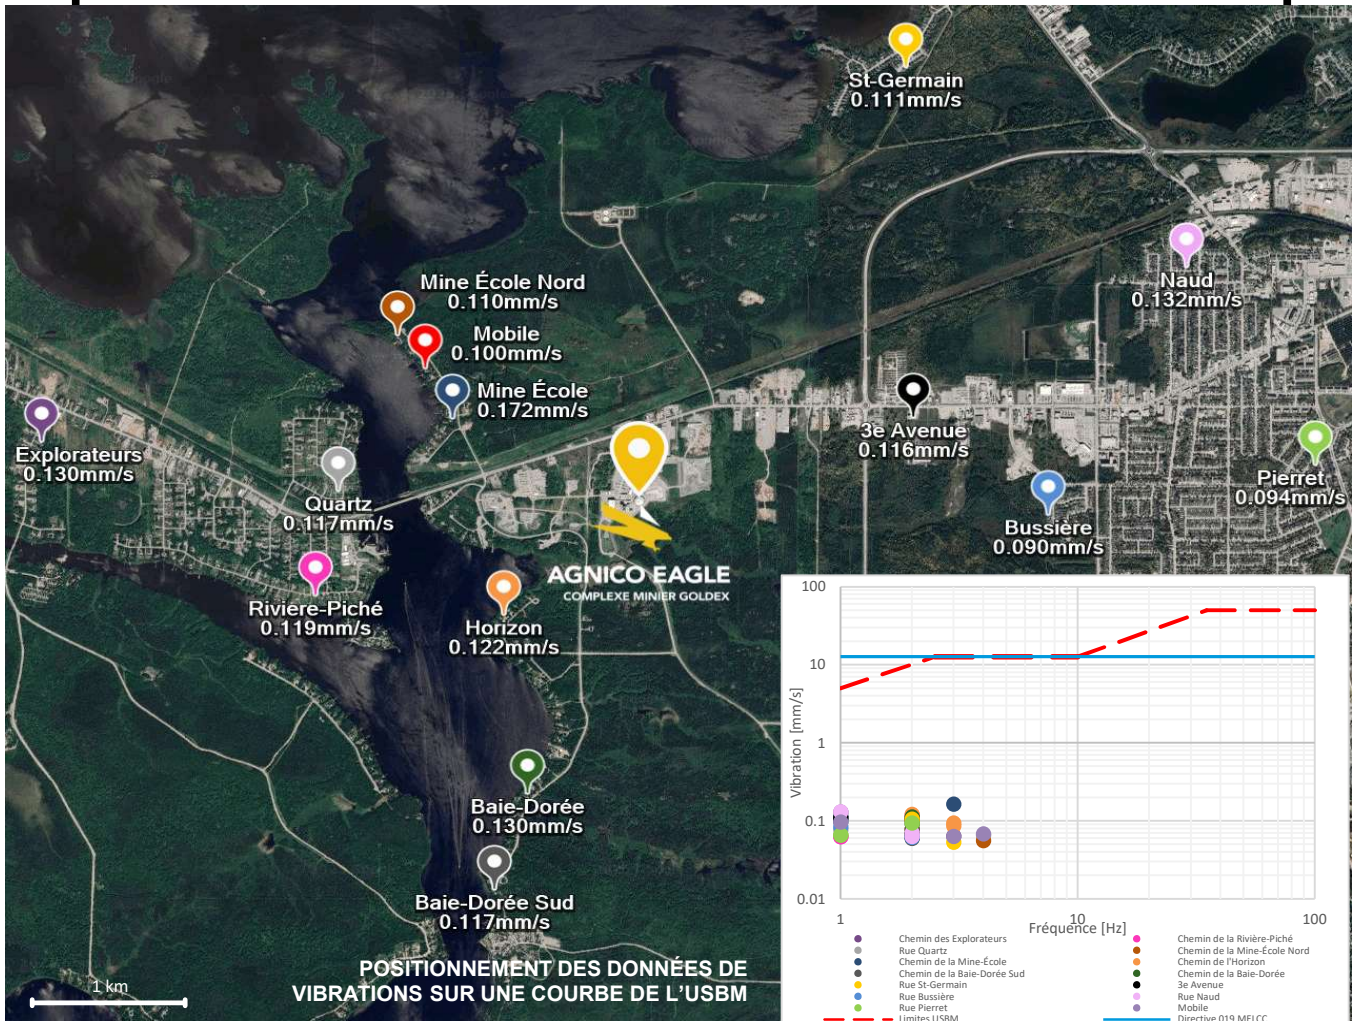 St-Germain
0.111mm/s
Naud
0.132mm/s
Mine École Nord
0.110mm/s
Mobile
0.100mm/s
Mine École
0.172mm/s
Explorateurs
0.130mm/s
Quartz
0.117mm/s
3e Avenue
0.116mm/s
Pierret
0.094mm/s
Bussière
0.090mm/s
Riviere-Piché
0.119mm/s
AGNICO EAGLE
COMPLEXE MINIER GOLDEX
Horizon
0.122mm/s
Baie-Dorée
0.130mm/s
Baie-Dorée Sud
0.117mm/s
1 km
POSITIONNEMENT DES DONNÉES DE
VIBRATIONS SUR UNE COURBE DE L'USBM
Vibration [mm/s]
100
10
1
0.1
0.01
1 10 100
Fréquence [Hz]
Chemin des Explorateurs
Chemin de la Rivière-Piché
Rue Quartz
Chemin de la Mine-École Nord
Chemin de la Mine-École
Chemin de l'Horizon
Chemin de la Baie-Dorée Sud
Chemin de la Baie-Dorée
Rue St-Germain
3e Avenue
Rue Bussière
Rue Naud
Rue Pierret
Mobile
Limites USBM
Directive 019 MELCC